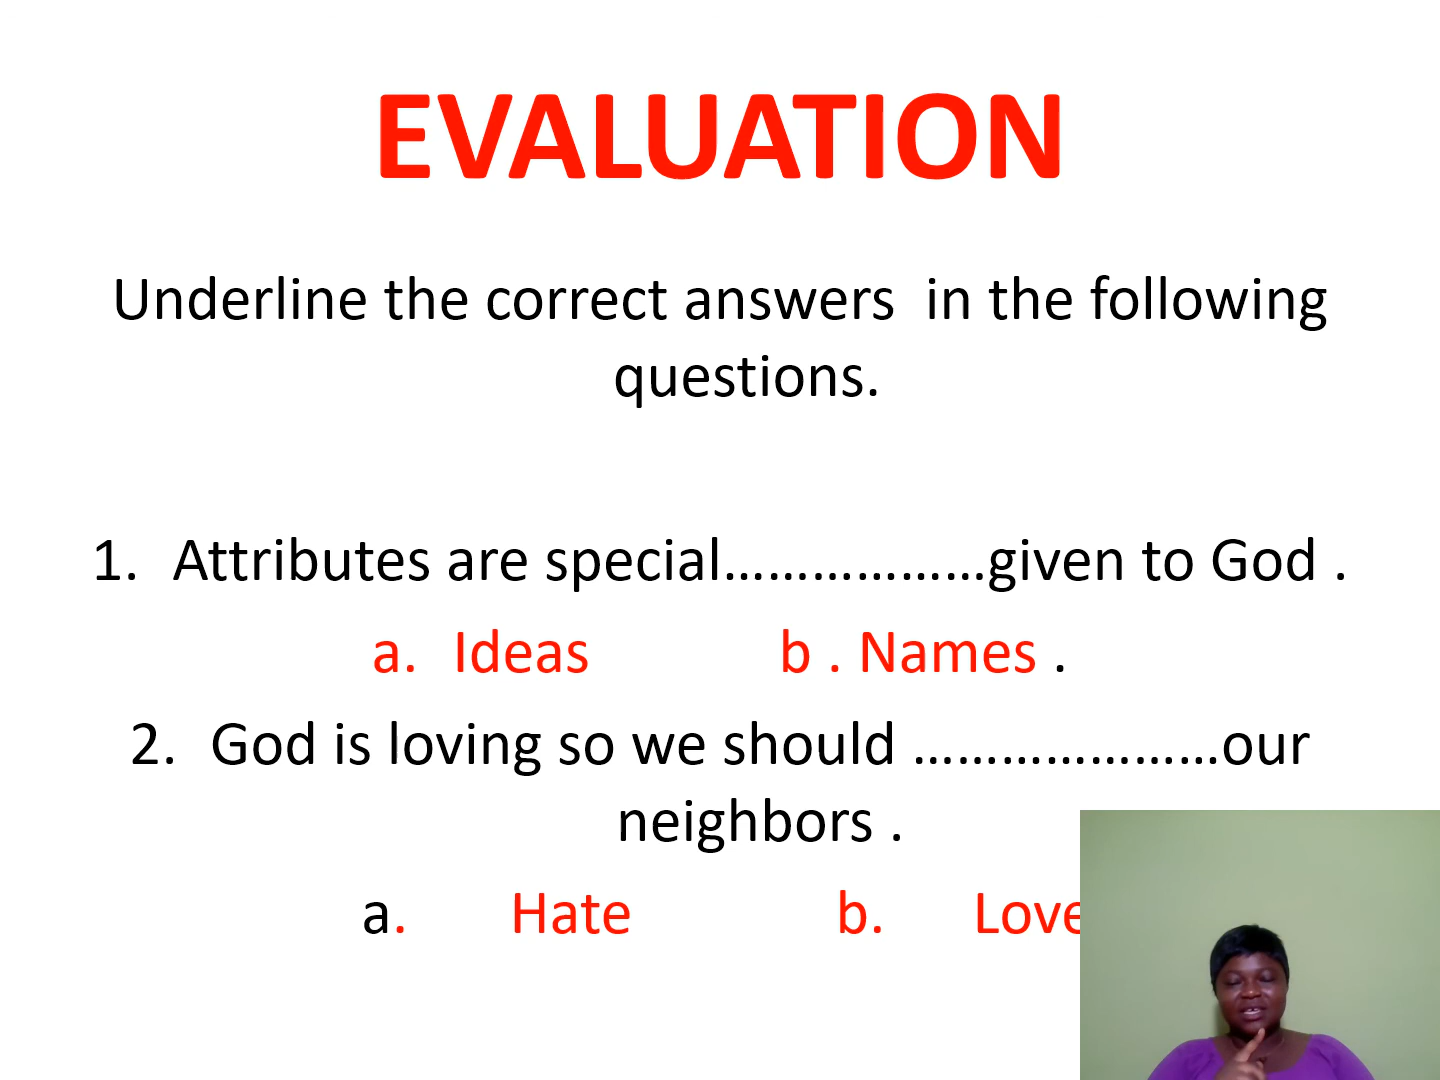 EVALUATION
Underline the correct answers  in the following
questions.
1. Attributes are special………………given to God .
a. Ideas b . Names .
2. God is loving so we should …………………our
neighbors .
a. Hate b. Love